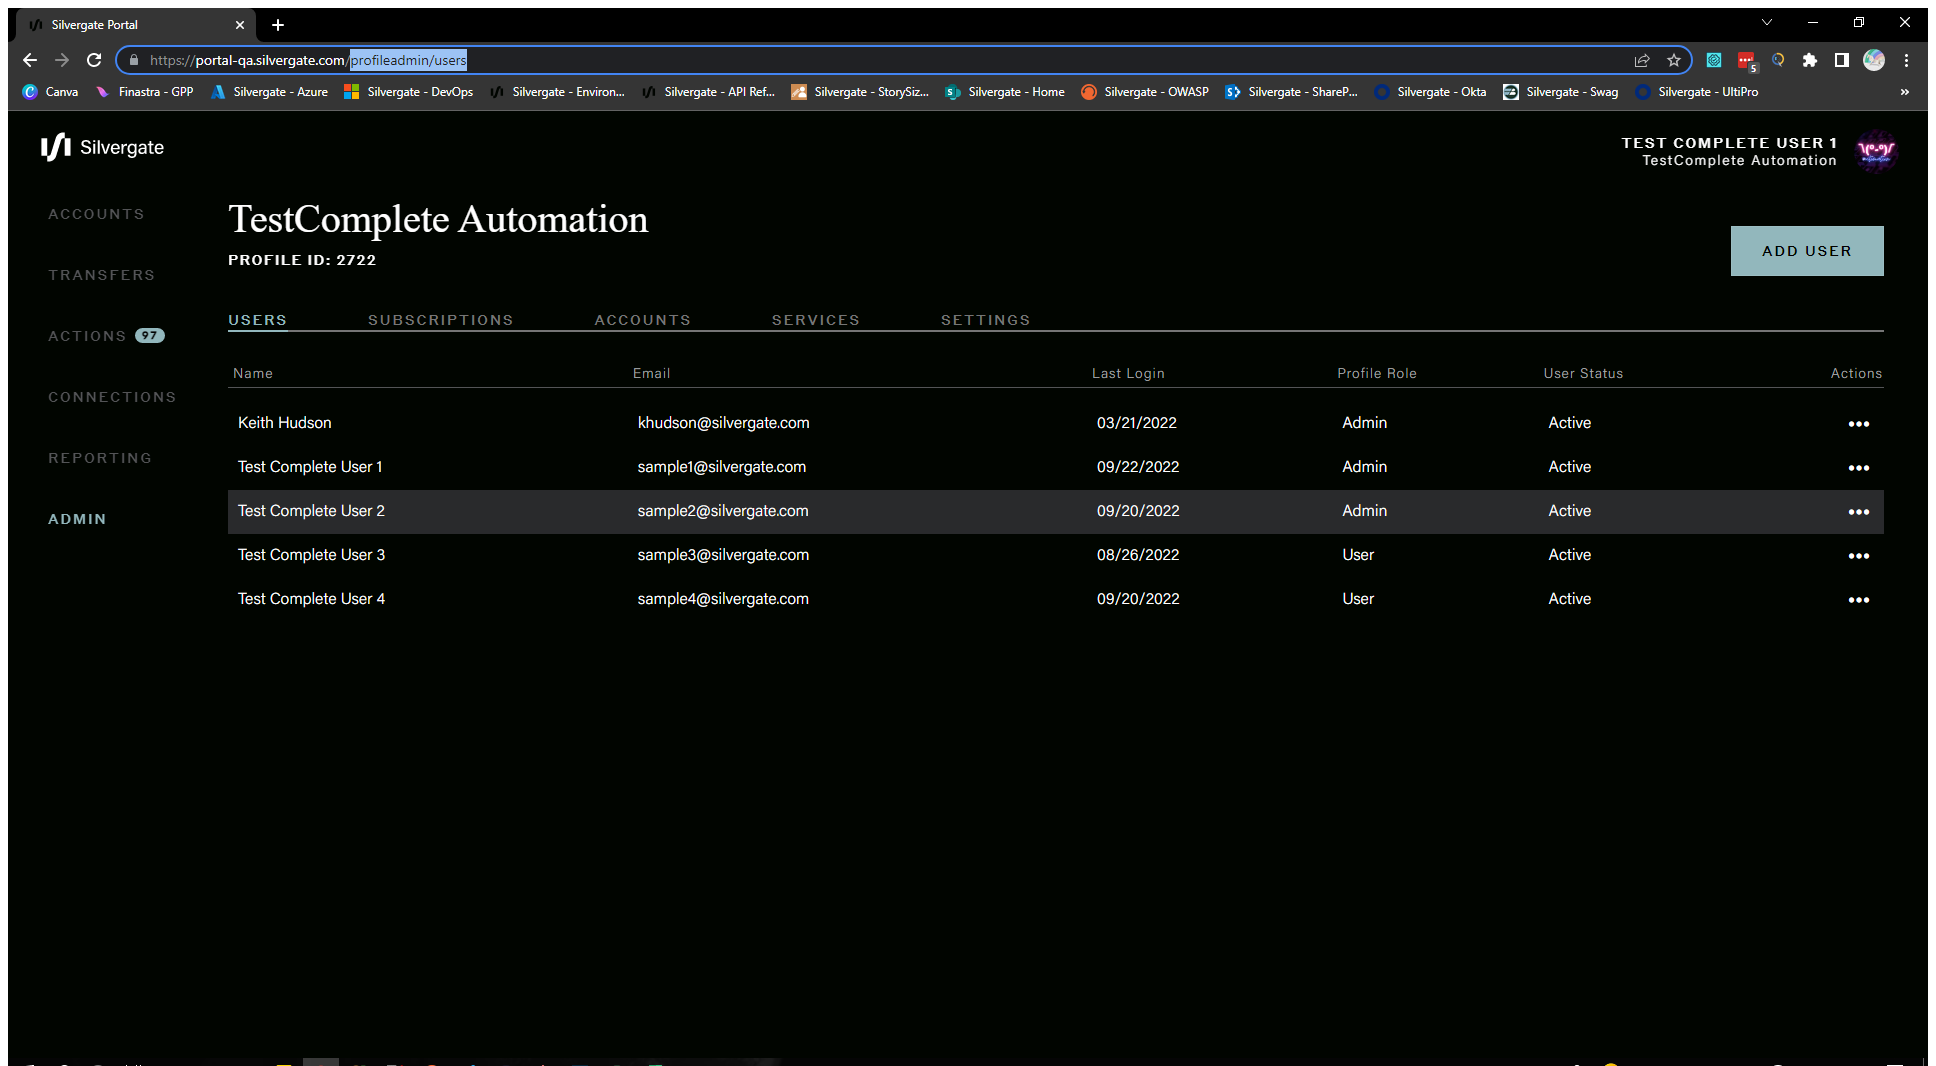 Silvergate Portal
https://portal-qa.silvergate.com/profileadmin/users
5
Canva Finastra - GPP Silvergate - Azure Silvergate - DevOps Silvergate - Environ... Silvergate - API Ref... Silvergate - StorySiz... Silvergate - Home Silvergate - OWASP Silvergate - ShareP... Silvergate - Okta Silvergate - Swag Silvergate - UltiPro »
Silvergate
TEST COMPLETE USER 1
TestComplete Automation
ACCOUNTS
TRANSFERS
ACTIONS 97
CONNECTIONS
REPORTING
ADMIN
TestComplete Automation
PROFILE ID: 2722
ADD USER
USERS SUBSCRIPTIONS ACCOUNTS SERVICES SETTINGS
Name Email Last Login Profile Role User Status Actions
Keith Hudson khudson@silvergate.com 03/21/2022 Admin Active
Test Complete User 1 sample1@silvergate.com 09/22/2022 Admin Active
Test Complete User 2 sample2@silvergate.com 09/20/2022 Admin Active
Test Complete User 3 sample3@silvergate.com 08/26/2022 User Active
Test Complete User 4 sample4@silvergate.com 09/20/2022 User Active